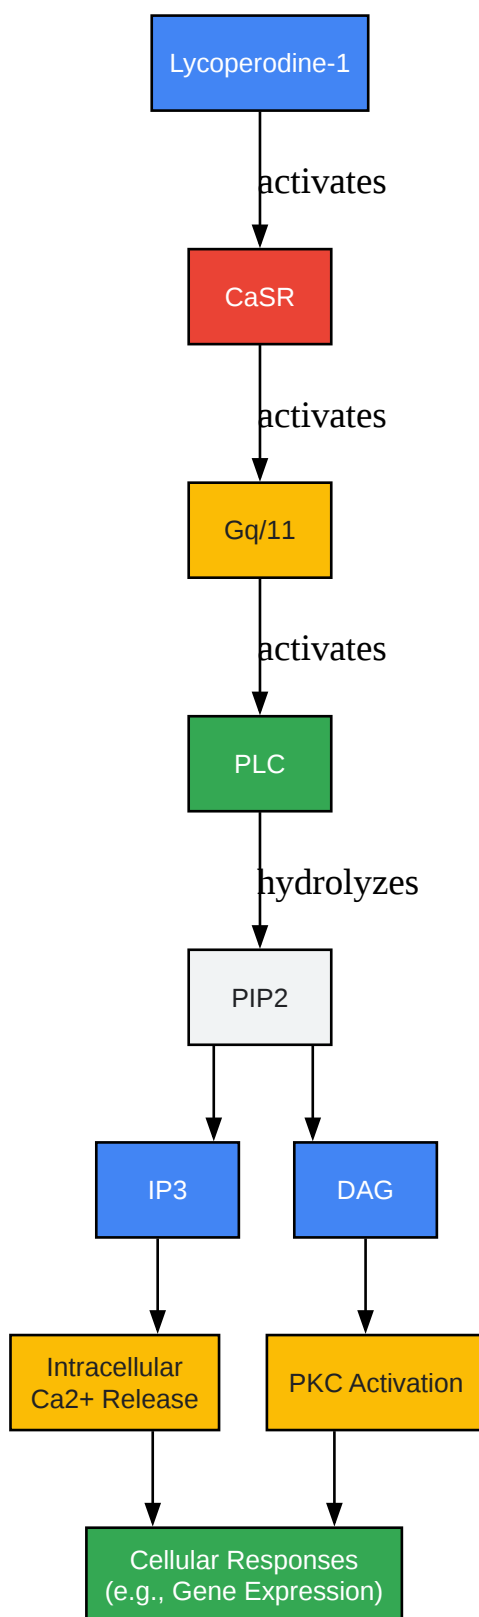 Lycoperodine-1
activates
CaSR
activates
Gq/11
activates
PLC
hydrolyzes
PIP2
IP3
DAG
Intracellular
Ca2+ Release
PKC Activation
Cellular Responses
(e.g., Gene Expression)